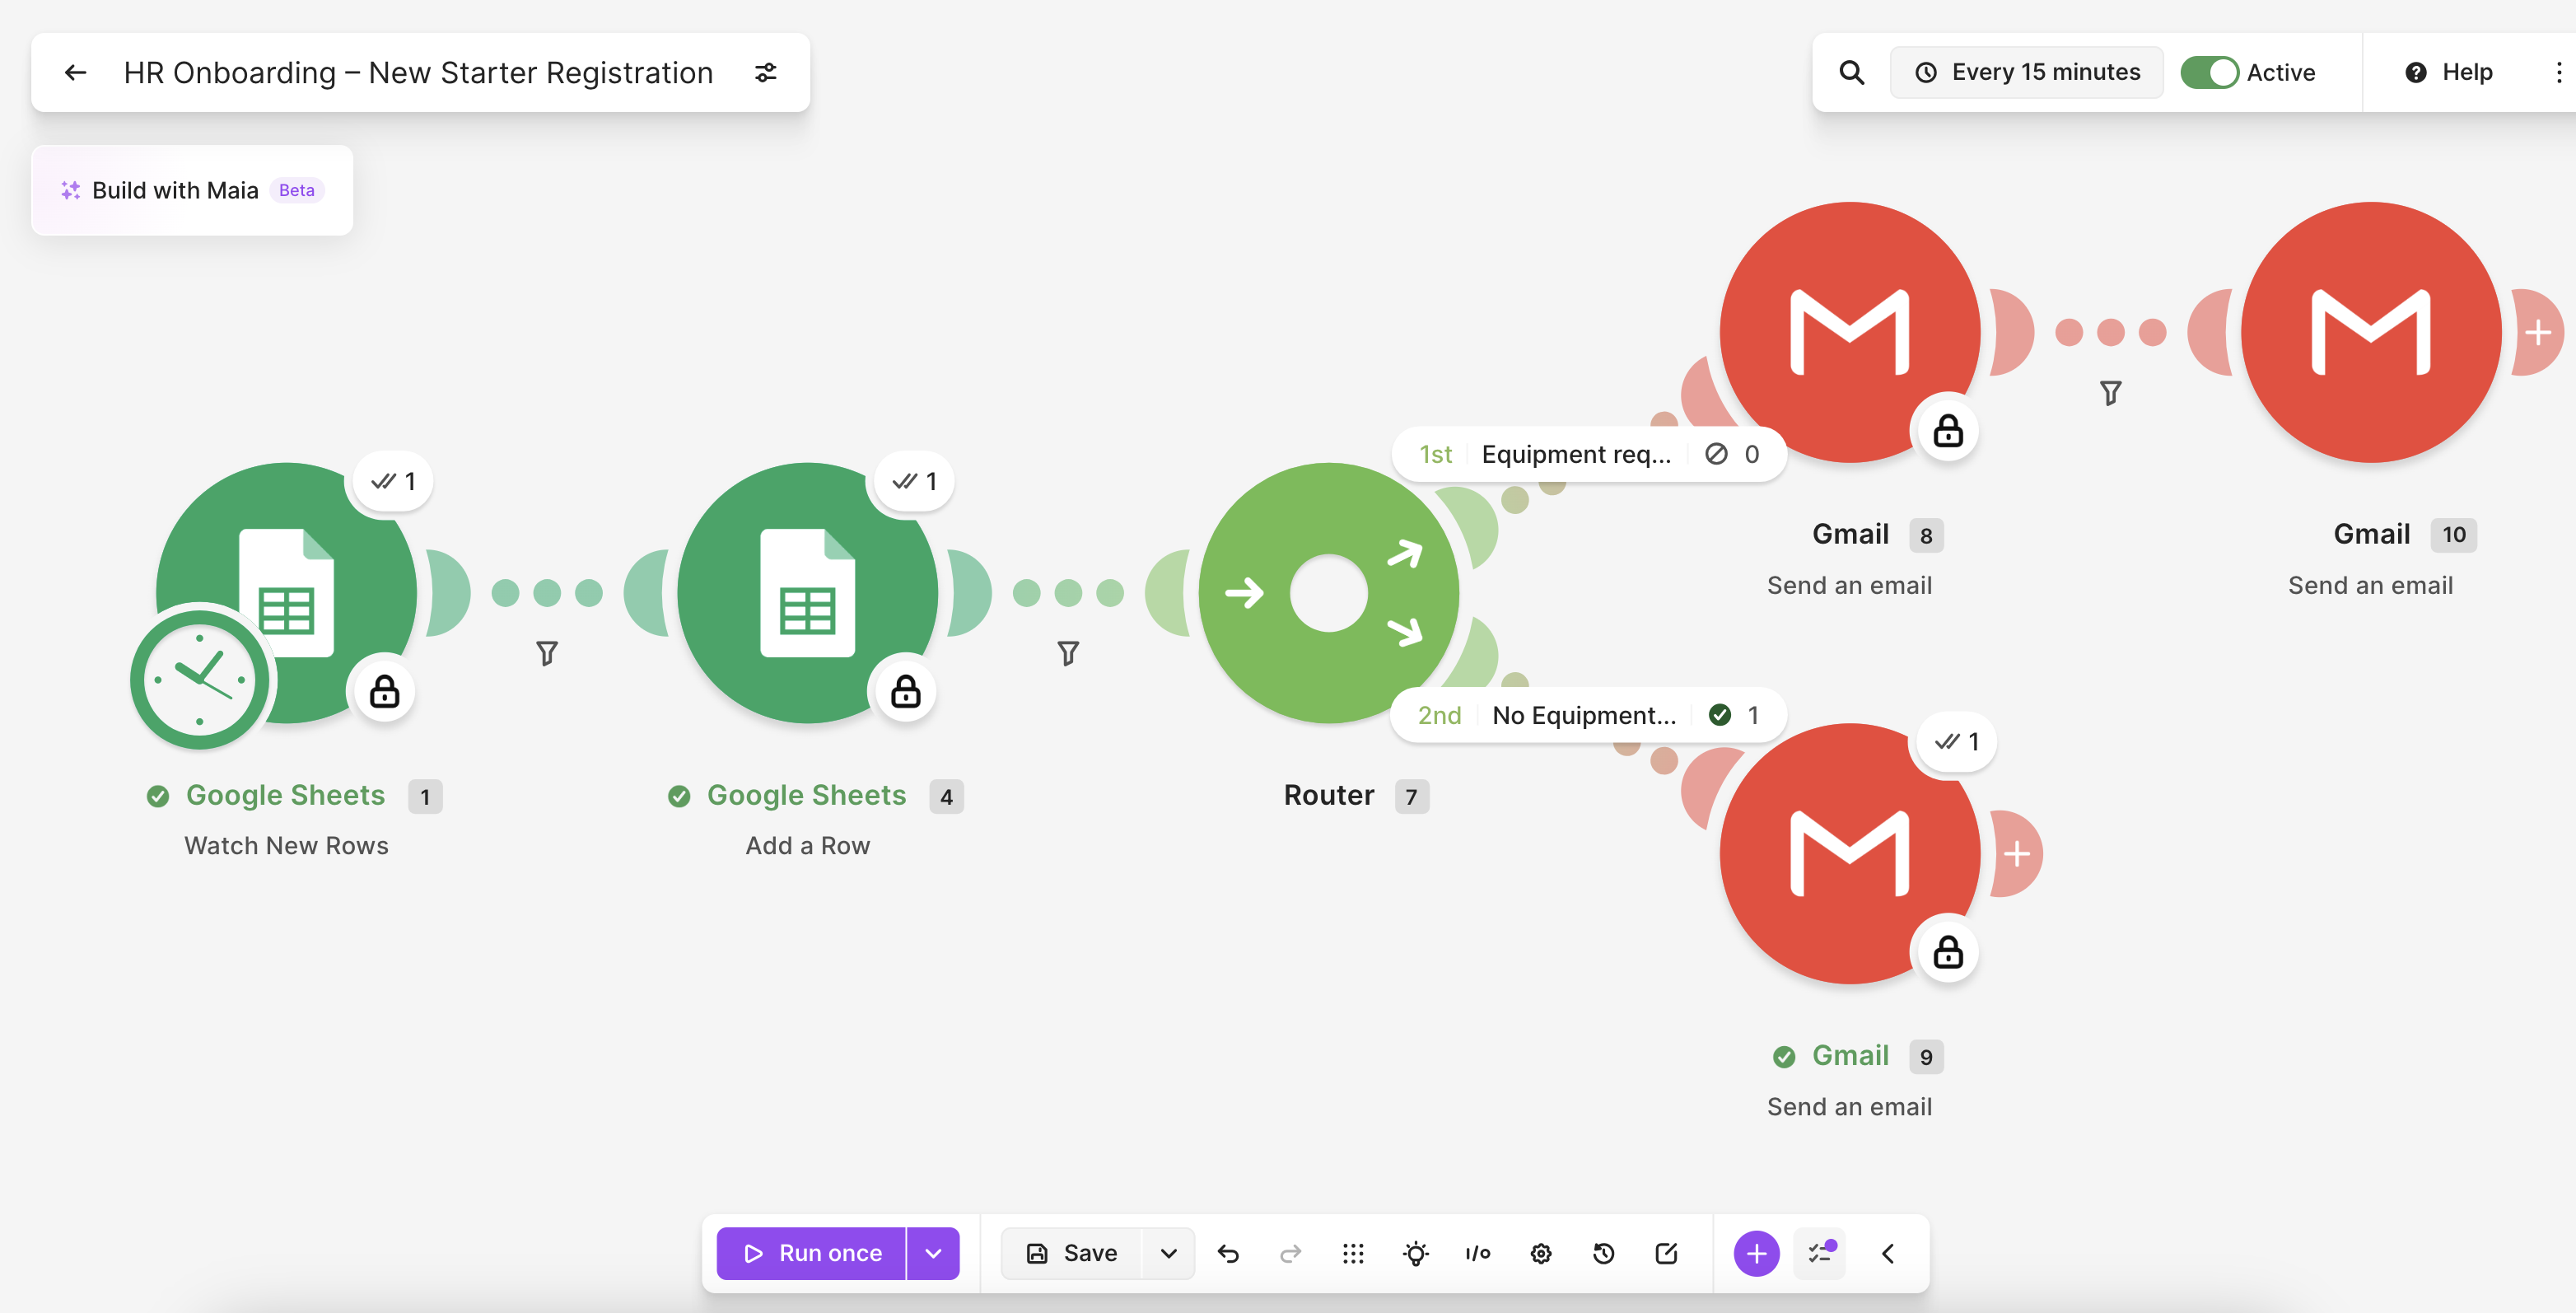 HR Onboarding – New Starter Registration
Every 15 minutes
Active
Help
Build with Maia Beta
1st Equipment req... 0
1
1
Gmail 8
Send an email
Gmail 10
Send an email
2nd No Equipment... 1
1
Google Sheets 1
Watch New Rows
Google Sheets 4
Add a Row
Router 7
Gmail 9
Send an email
Run once
Save
I/O